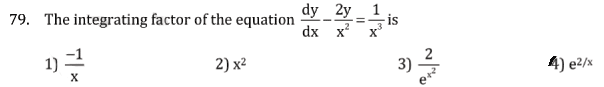 79. The integrating factor of the equation dy/dx − 2y/x² = 1/x³ is
1) −1/x 2) x² 3) 2/e^x² 4) e^2/x